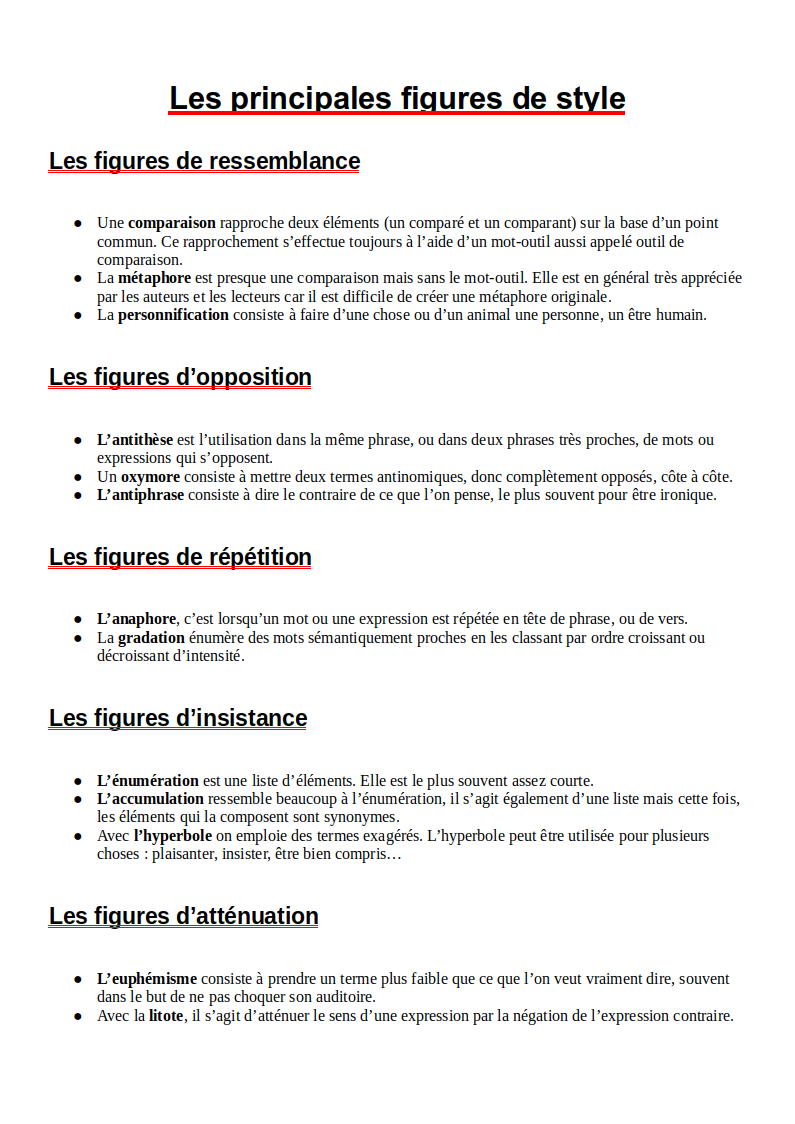 Les principales figures de style
Les figures de ressemblance
● Une comparaison rapproche deux éléments (un comparé et un comparant) sur la base d’un point
commun. Ce rapprochement s’effectue toujours à l’aide d’un mot-outil aussi appelé outil de
comparaison.
● La métaphore est presque une comparaison mais sans le mot-outil. Elle est en général très appréciée
par les auteurs et les lecteurs car il est difficile de créer une métaphore originale.
● La personnification consiste à faire d’une chose ou d’un animal une personne, un être humain.
Les figures d’opposition
● L’antithèse est l’utilisation dans la même phrase, ou dans deux phrases très proches, de mots ou
expressions qui s’opposent.
● Un oxymore consiste à mettre deux termes antinomiques, donc complètement opposés, côte à côte.
● L’antiphrase consiste à dire le contraire de ce que l’on pense, le plus souvent pour être ironique.
Les figures de répétition
● L’anaphore, c’est lorsqu’un mot ou une expression est répétée en tête de phrase, ou de vers.
● La gradation énumère des mots sémantiquement proches en les classant par ordre croissant ou
décroissant d’intensité.
Les figures d’insistance
● L’énumération est une liste d’éléments. Elle est le plus souvent assez courte.
● L’accumulation ressemble beaucoup à l’énumération, il s’agit également d’une liste mais cette fois,
les éléments qui la composent sont synonymes.
● Avec l’hyperbole on emploie des termes exagérés. L’hyperbole peut être utilisée pour plusieurs
choses : plaisanter, insister, être bien compris…
Les figures d’atténuation
● L’euphémisme consiste à prendre un terme plus faible que ce que l’on veut vraiment dire, souvent
dans le but de ne pas choquer son auditoire.
● Avec la litote, il s’agit d’atténuer le sens d’une expression par la négation de l’expression contraire.